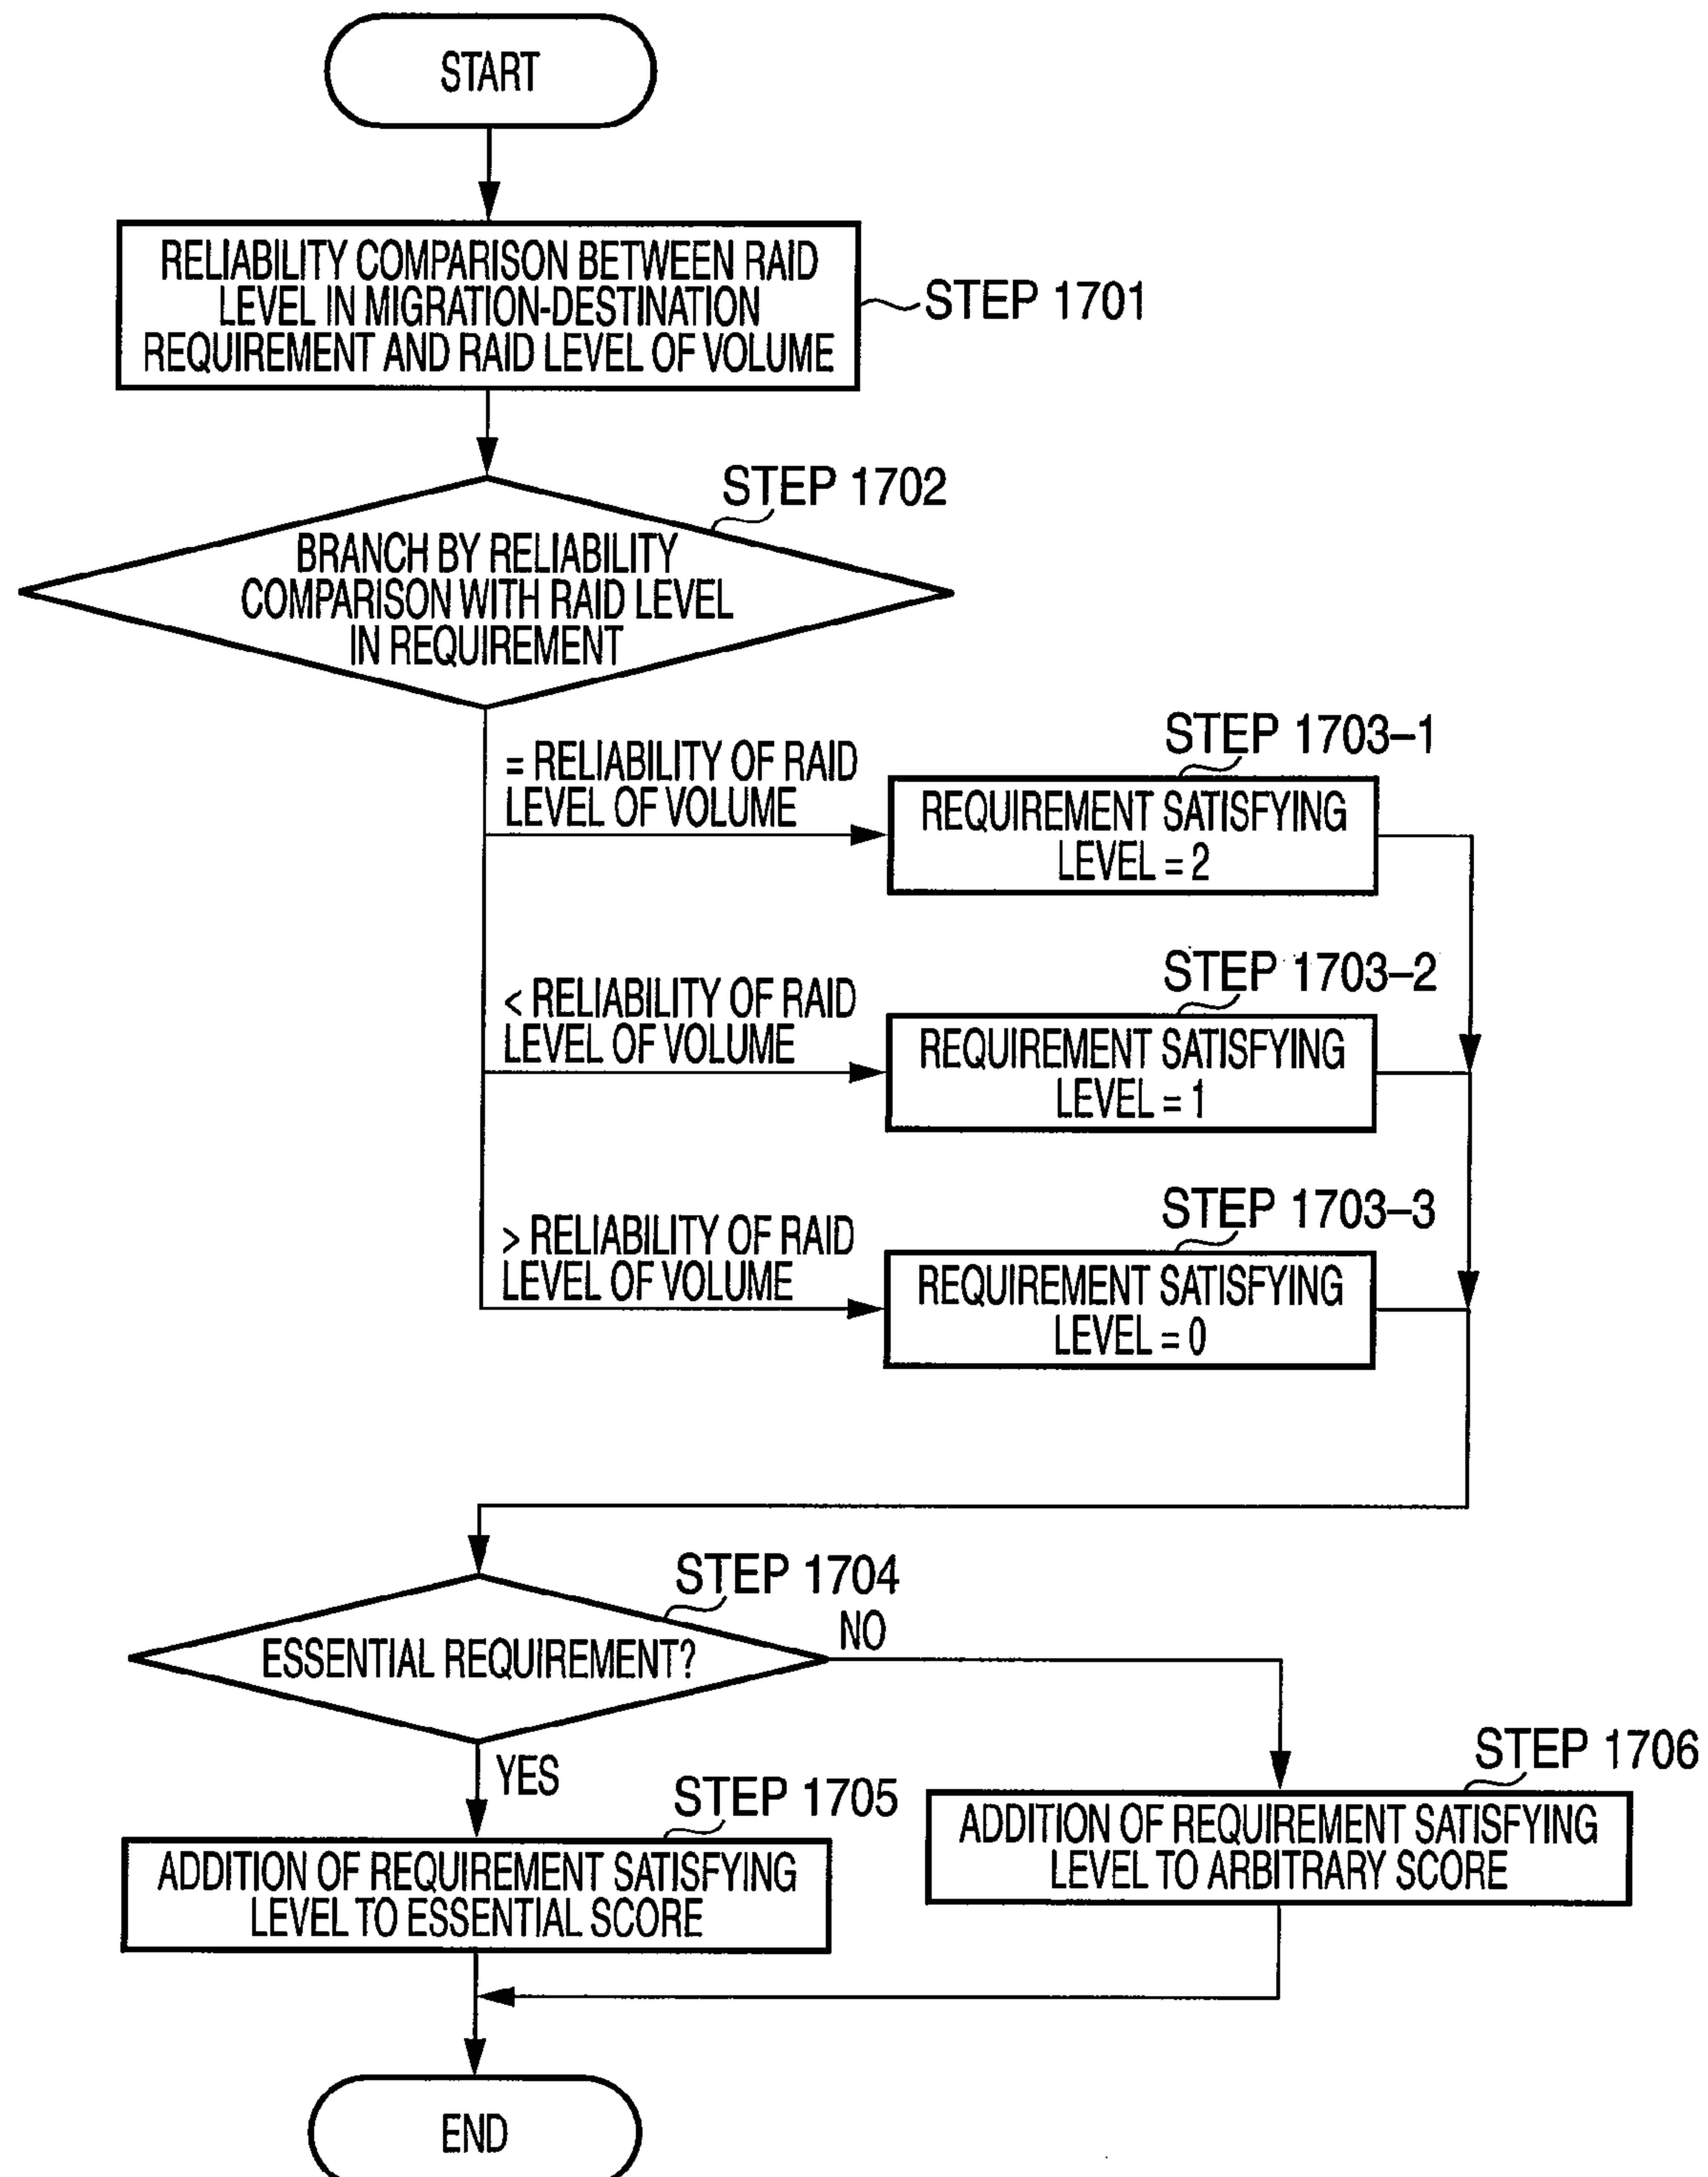 START
RELIABILITY COMPARISON BETWEEN RAID
LEVEL IN MIGRATION-DESTINATION
REQUIREMENT AND RAID LEVEL OF VOLUME
STEP 1701
STEP 1702
BRANCH BY RELIABILITY
COMPARISON WITH RAID LEVEL
IN REQUIREMENT
= RELIABILITY OF RAID
LEVEL OF VOLUME
STEP 1703-1
REQUIREMENT SATISFYING
LEVEL = 2
< RELIABILITY OF RAID
LEVEL OF VOLUME
STEP 1703-2
REQUIREMENT SATISFYING
LEVEL = 1
> RELIABILITY OF RAID
LEVEL OF VOLUME
STEP 1703-3
REQUIREMENT SATISFYING
LEVEL = 0
STEP 1704
ESSENTIAL REQUIREMENT?
NO
YES
STEP 1705
ADDITION OF REQUIREMENT SATISFYING
LEVEL TO ESSENTIAL SCORE
STEP 1706
ADDITION OF REQUIREMENT SATISFYING
LEVEL TO ARBITRARY SCORE
END